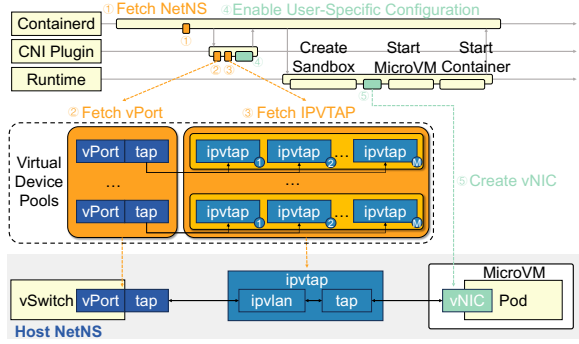 ① Fetch NetNS ④ Enable User-Specific Configuration
Containerd
①
CNI Plugin
② ③ ④
Create Sandbox Start MicroVM Start Container
Runtime
⑤
② Fetch vPort ③ Fetch IPVTAP
Virtual Device Pools
vPort tap ipvtap 1 ipvtap 2 ... ipvtap M
... ...
vPort tap ipvtap 1 ipvtap 2 ... ipvtap M
⑤ Create vNIC
ipvtap MicroVM
vSwitch vPort tap ipvlan tap vNIC Pod
Host NetNS